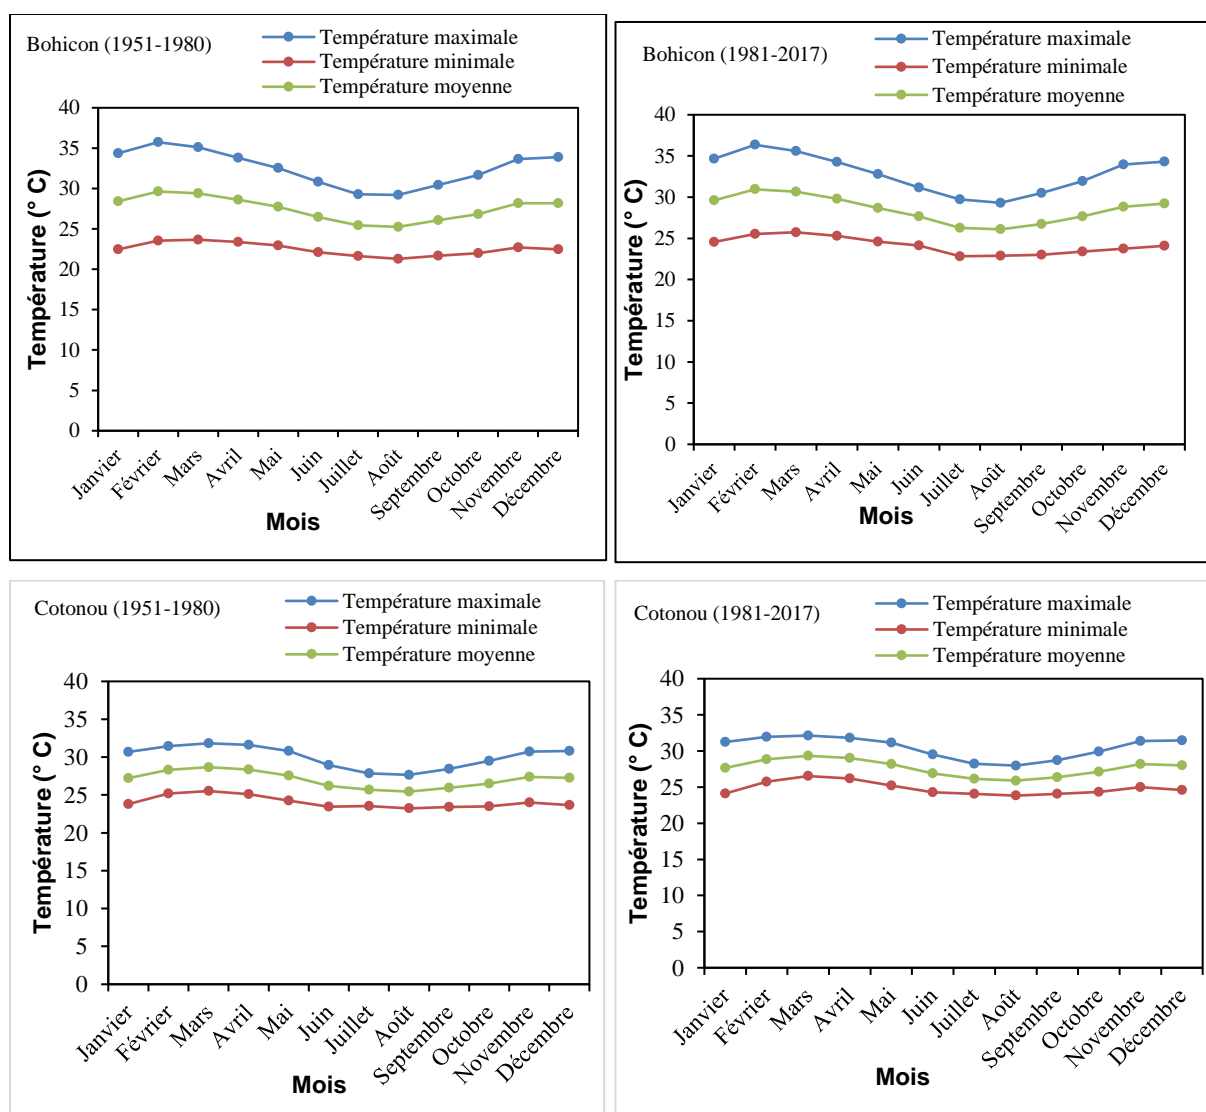 Bohicon (1951-1980)
Température maximale
Température minimale
Température moyenne
40
35
30
25
20
15
10
5
0
Température (° C)
Janvier
Février
Mars
Avril
Mai
Juin
Juillet
Août
Septembre
Octobre
Novembre
Décembre
Mois
Bohicon (1981-2017)
Température maximale
Température minimale
Température moyenne
40
35
30
25
20
15
10
5
0
Température (° C)
Janvier
Février
Mars
Avril
Mai
Juin
Juillet
Août
Septembre
Octobre
Novembre
Décembre
Mois
Cotonou (1951-1980)
Température maximale
Température minimale
Température moyenne
40
35
30
25
20
15
10
5
0
Température (° C)
Janvier
Février
Mars
Avril
Mai
Juin
Juillet
Août
Septembre
Octobre
Novembre
Décembre
Mois
Cotonou (1981-2017)
Température maximale
Température minimale
Température moyenne
40
35
30
25
20
15
10
5
0
Température (° C)
Janvier
Février
Mars
Avril
Mai
Juin
Juillet
Août
Septembre
Octobre
Novembre
Décembre
Mois